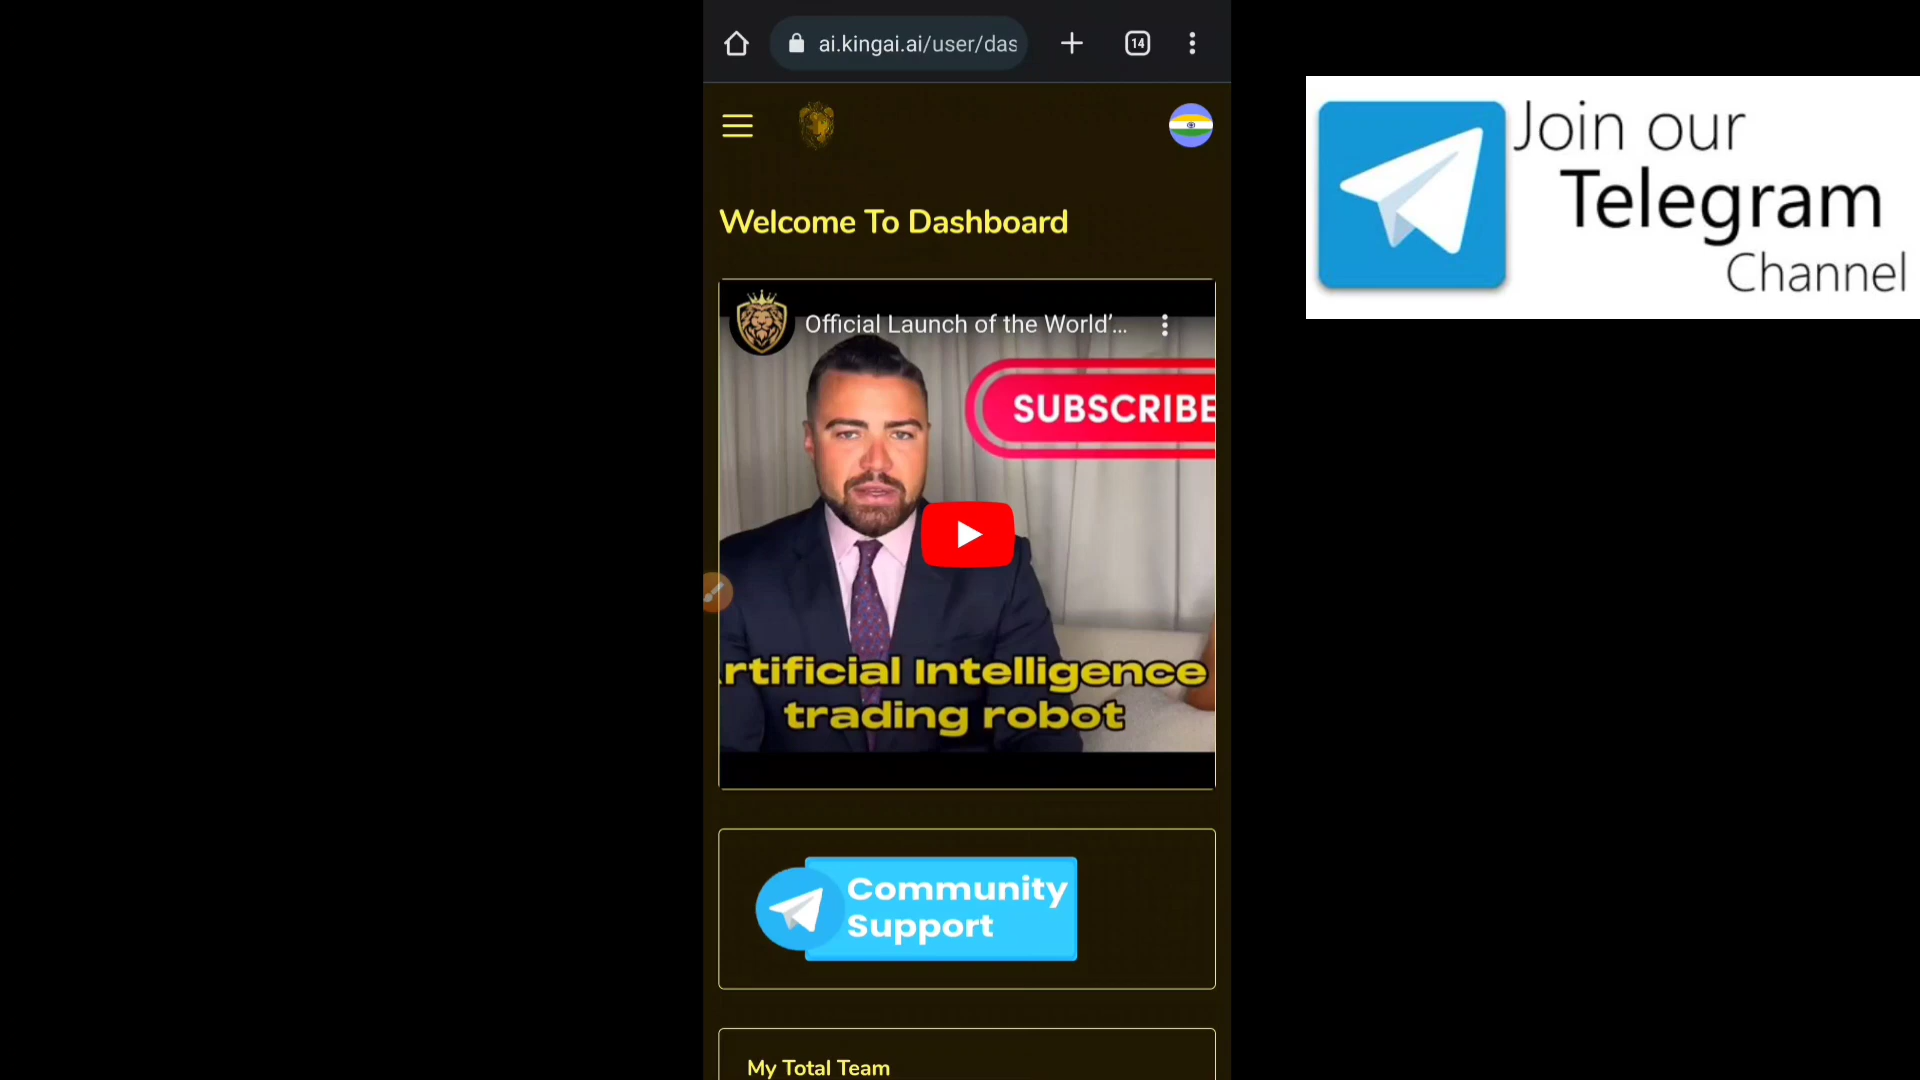 ai.kingai.ai/user/das
14
Join our
Telegram
Channel
Welcome To Dashboard
Official Launch of the World’...
SUBSCRIBE
rtificial Intelligence
trading robot
Community
Support
My Total Team